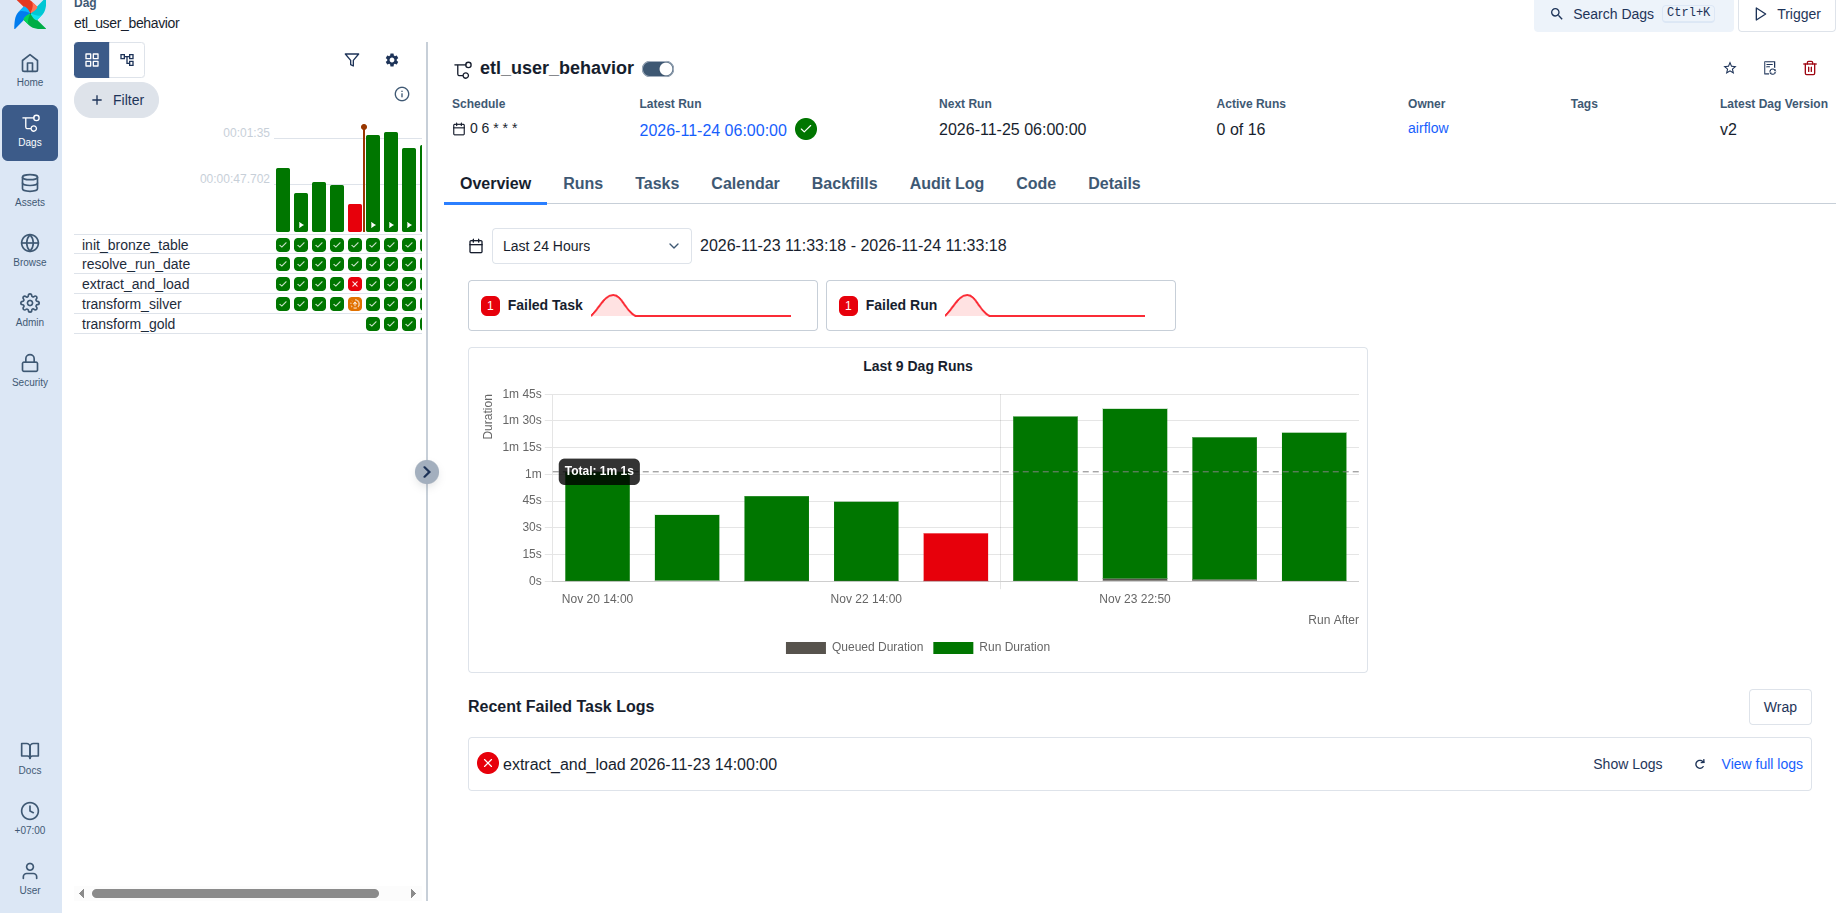 Dag
etl_user_behavior
Search Dags Ctrl+K
Trigger
Home
Dags
Assets
Browse
Admin
Security
Docs
+07:00
User
Filter
00:01:35
00:00:47.702
init_bronze_table
resolve_run_date
extract_and_load
transform_silver
transform_gold
etl_user_behavior
Schedule
0 6 * * *
Latest Run
2026-11-24 06:00:00
Next Run
2026-11-25 06:00:00
Active Runs
0 of 16
Owner
airflow
Tags
Latest Dag Version
v2
Overview Runs Tasks Calendar Backfills Audit Log Code Details
Last 24 Hours 2026-11-23 11:33:18 - 2026-11-24 11:33:18
1 Failed Task
1 Failed Run
Last 9 Dag Runs
Duration
1m 45s
1m 30s
1m 15s
1m
45s
30s
15s
0s
Total: 1m 1s
Nov 20 14:00 Nov 22 14:00 Nov 23 22:50
Run After
Queued Duration Run Duration
Recent Failed Task Logs
Wrap
extract_and_load 2026-11-23 14:00:00
Show Logs View full logs